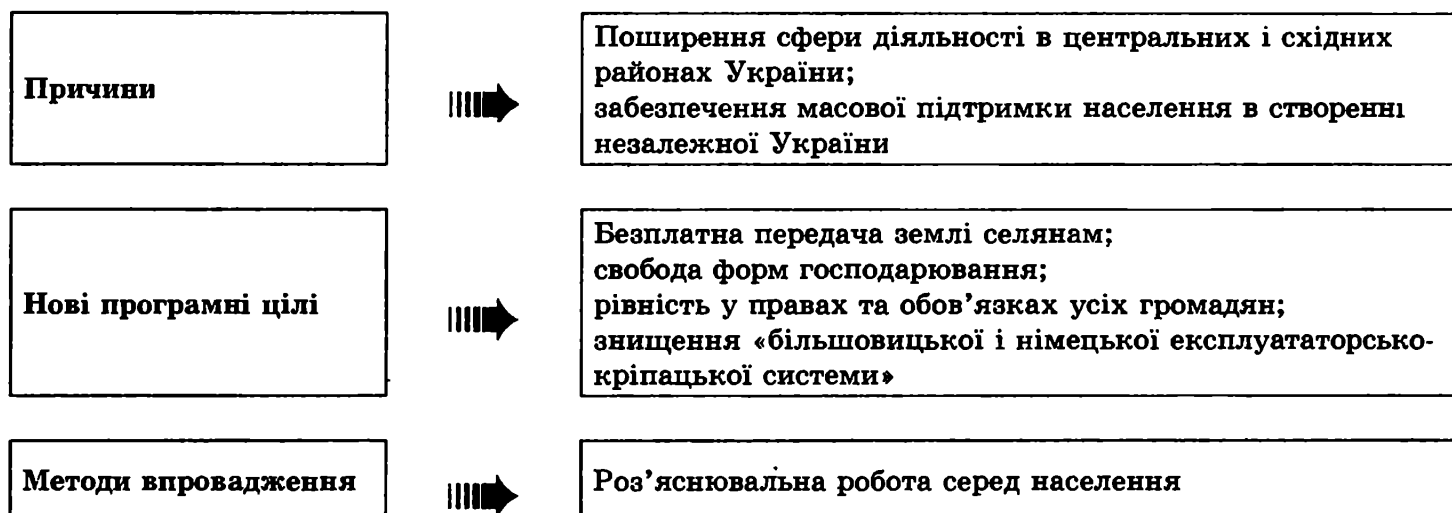 Причини
Поширення сфери діяльності в центральних і східних
районах України;
забезпечення масової підтримки населення в створенні
незалежної України
Нові програмні цілі
Безплатна передача землі селянам;
свобода форм господарювання;
рівність у правах та обов’язках усіх громадян;
знищення «більшовицької і німецької експлуататорсько-
кріпацької системи»
Методи впровадження
Роз’яснювальна робота серед населення